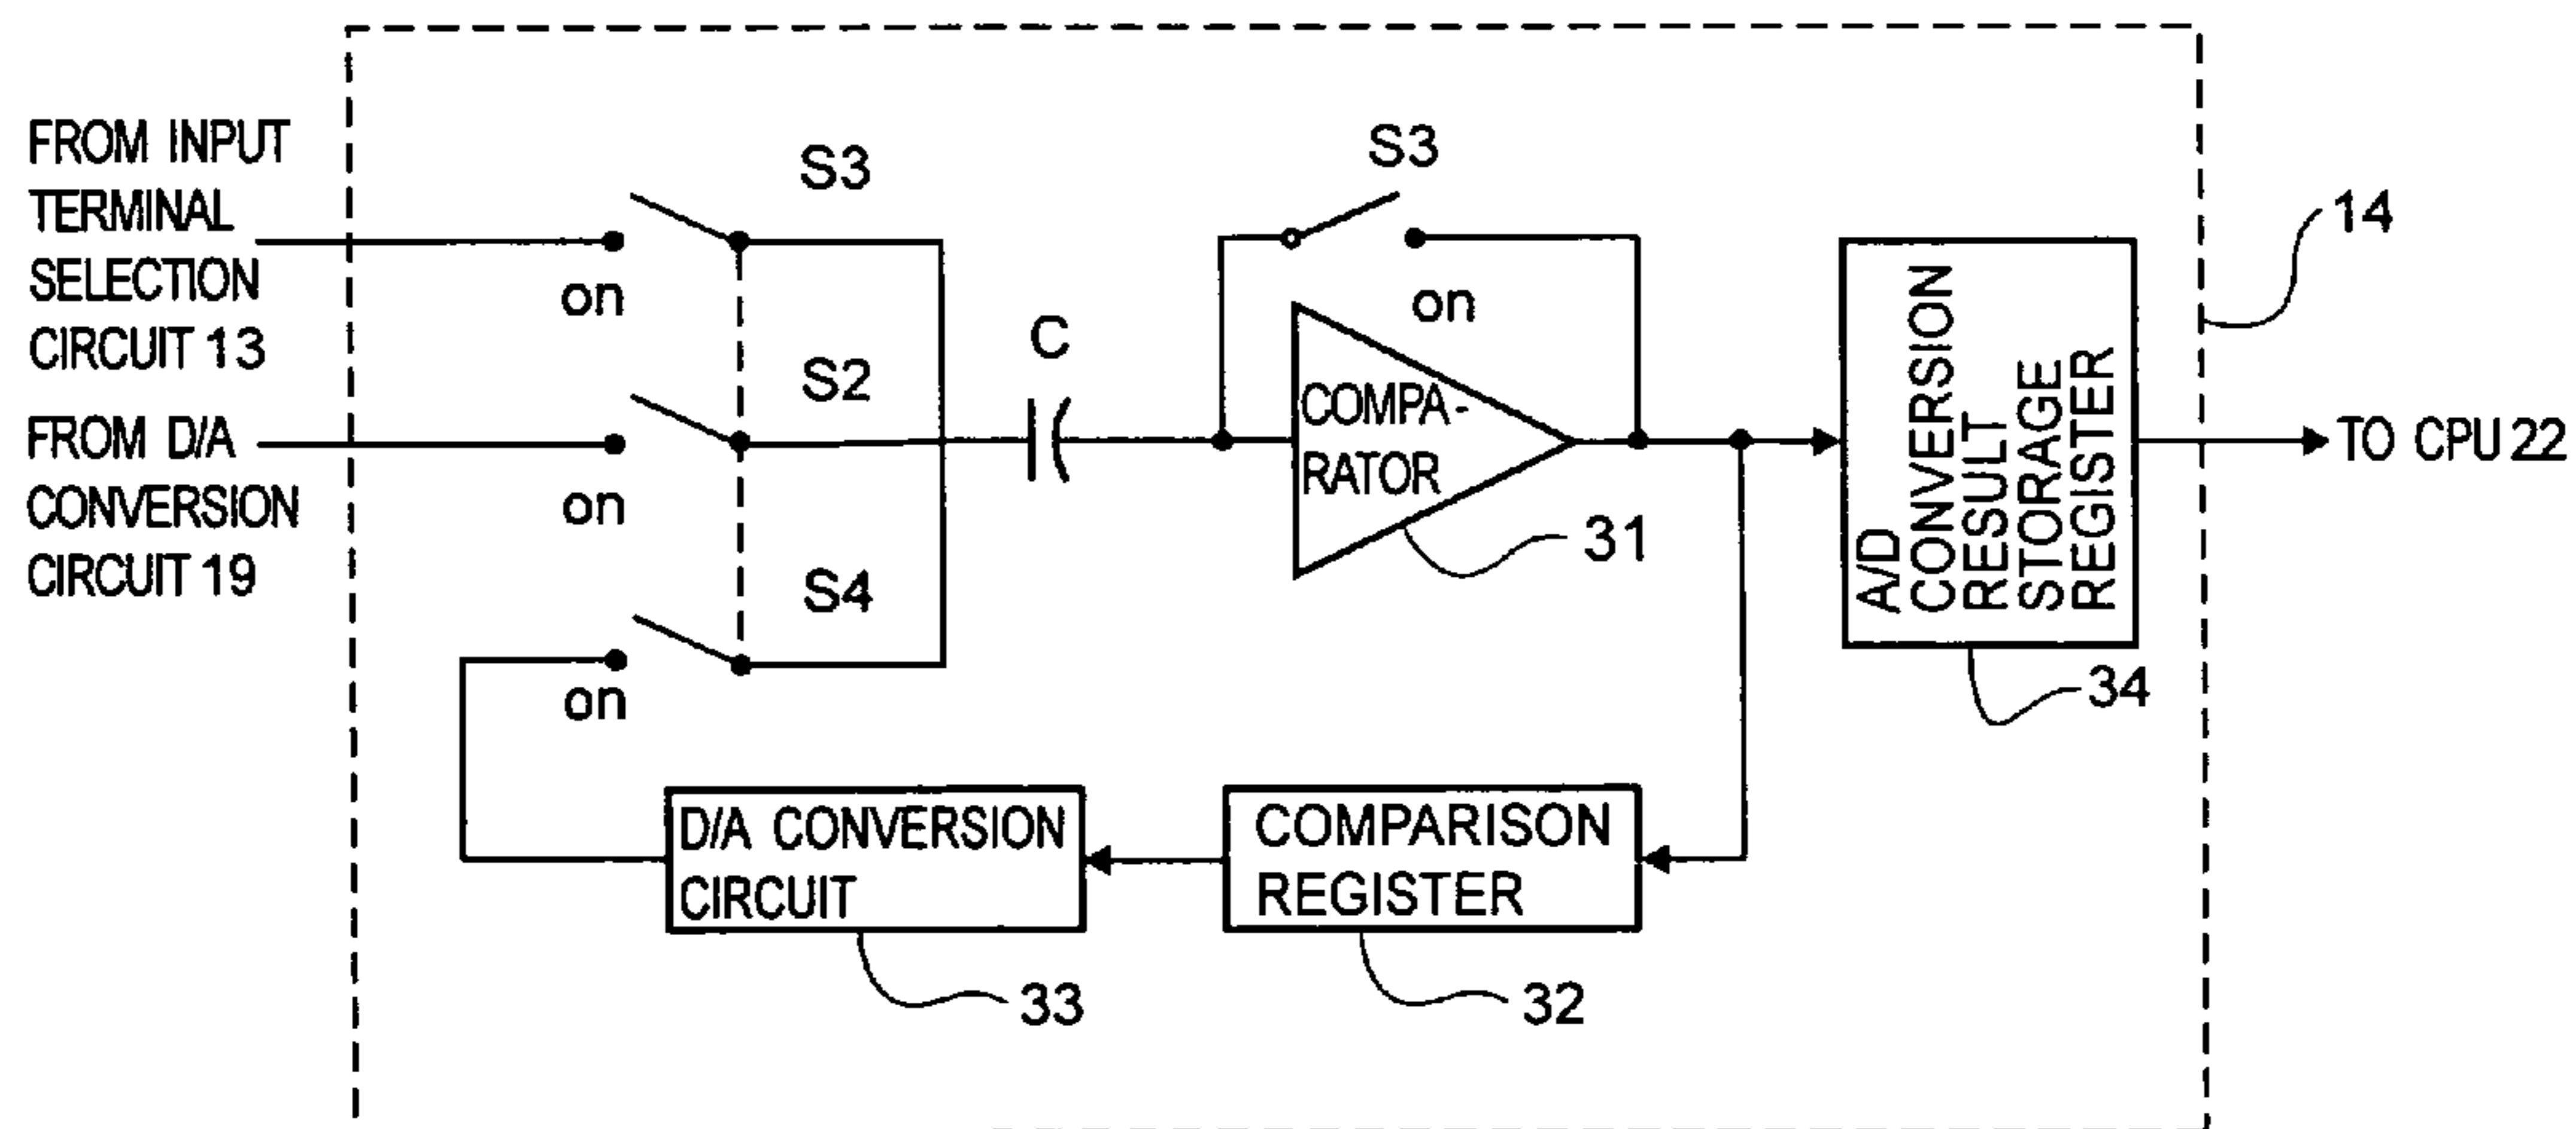 FROM INPUT
TERMINAL
SELECTION
CIRCUIT 13
FROM D/A
CONVERSION
CIRCUIT 19
S3
on
S2
on
S4
on
C
S3
on
COMPA-
RATOR
31
A/D
CONVERSION
RESULT
STORAGE
REGISTER
34
14
TO CPU 22
D/A CONVERSION
CIRCUIT
33
COMPARISON
REGISTER
32